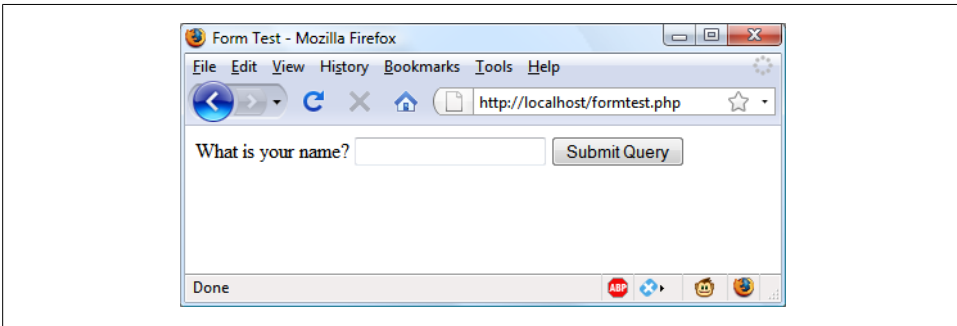 Form Test - Mozilla Firefox
File Edit View History Bookmarks Tools Help
http://localhost/formtest.php
What is your name? Submit Query
Done
ABP